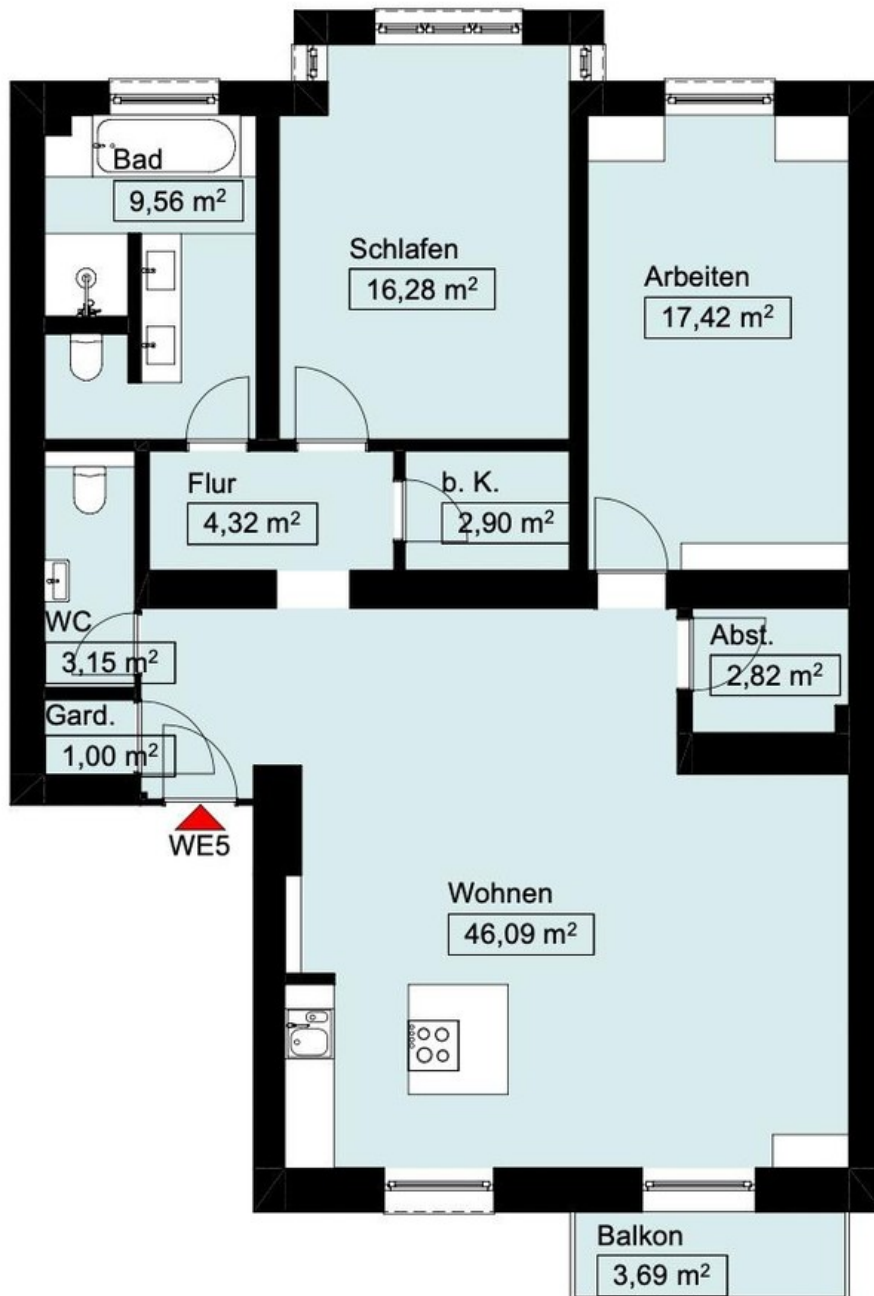 Bad
9,56 m²
Schlafen
16,28 m²
Arbeiten
17,42 m²
Flur
4,32 m²
b. K.
2,90 m²
WC
3,15 m²
Abst.
2,82 m²
Gard.
1,00 m²
WE5
Wohnen
46,09 m²
Balkon
3,69 m²